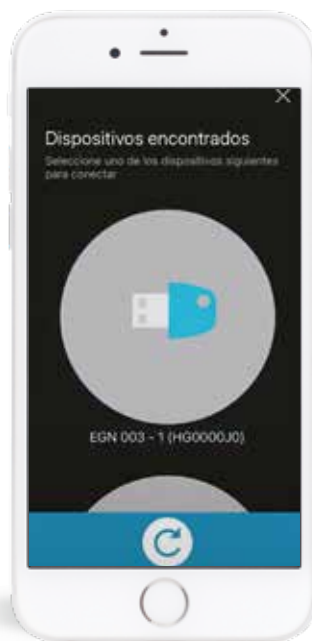 Dispositivos encontrados
Seleccione uno de los dispositivos siguientes
para conectar
EGN 003 - 1 (HG0000J0)